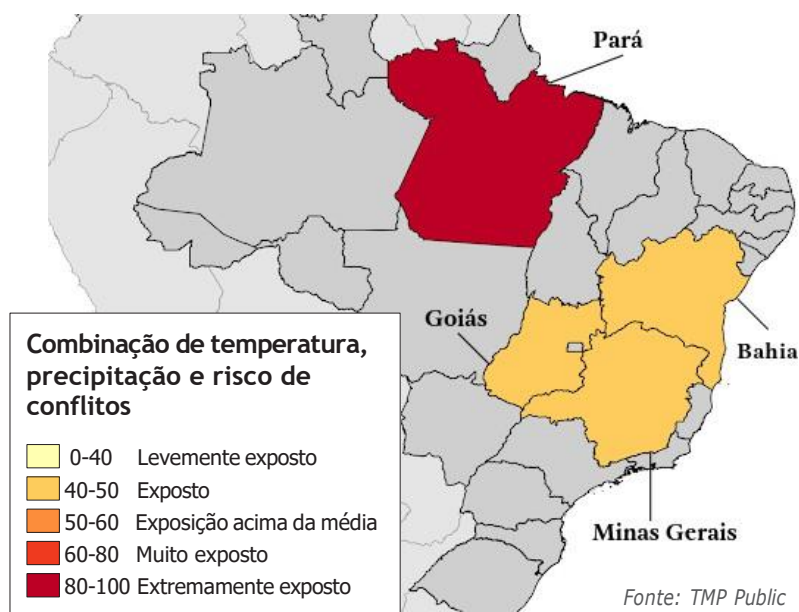 Pará
Goiás
Bahia
Minas Gerais
Combinação de temperatura,
precipitação e risco de
conflitos
0-40 Levemente exposto
40-50 Exposto
50-60 Exposição acima da média
60-80 Muito exposto
80-100 Extremamente exposto
Fonte: TMP Public